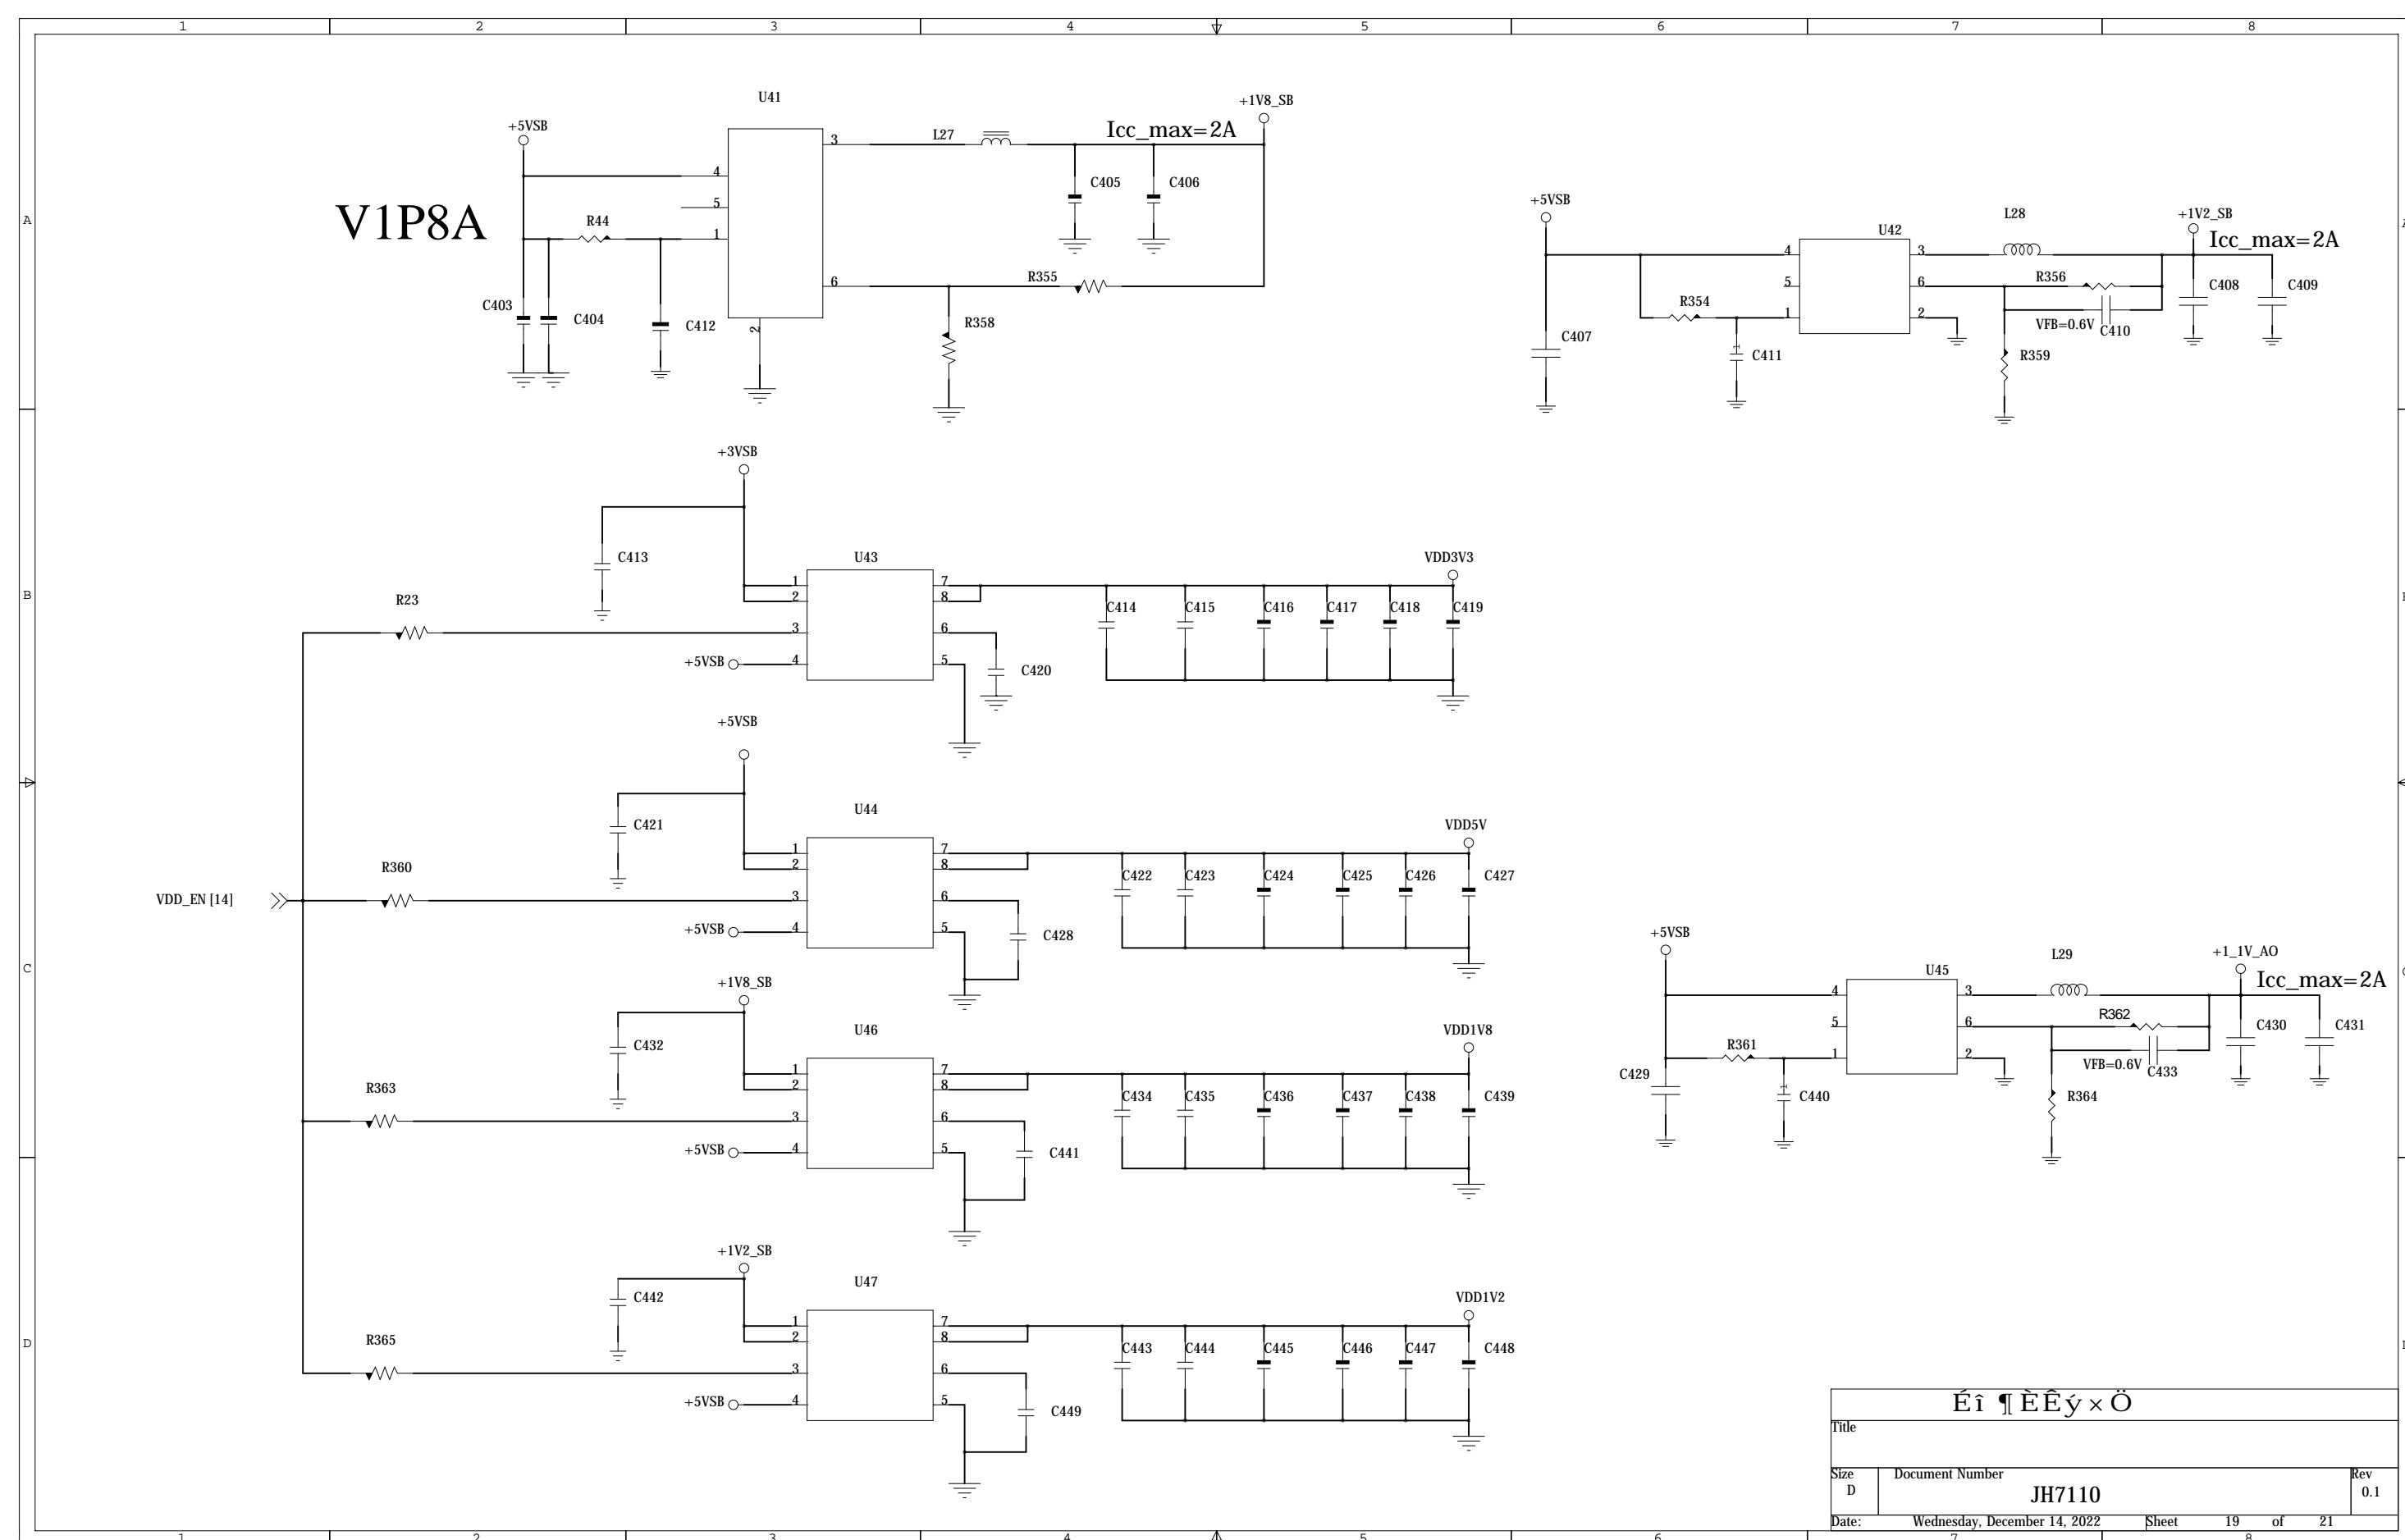 1 2 3 4 5 6 7 8
U41
+5VSB
+1V8_SB
L27
Icc_max=2A
3
4
5
1
6
2
V1P8A
R44
C405
C406
C403
C404
C412
R355
R358
+5VSB
L28
+1V2_SB
Icc_max=2A
U42
4
5
1
3
6
2
R354
R356
C408
C409
VFB=0.6V
C410
C407
C411
1
R359
A
+3VSB
C413
U43
VDD3V3
R23
1
2
3
4
7
8
6
5
C414
C415
C416
C417
C418
C419
+5VSB
C420
B
+5VSB
C421
U44
VDD5V
R360
VDD_EN [14]
1
2
3
4
7
8
6
5
C422
C423
C424
C425
C426
C427
+5VSB
C428
C
+1V8_SB
C432
U46
VDD1V8
R363
1
2
3
4
7
8
6
5
C434
C435
C436
C437
C438
C439
+5VSB
C441
+5VSB
L29
+1_1V_AO
Icc_max=2A
U45
4
5
1
3
6
2
R361
R362
C430
C431
VFB=0.6V
C433
C429
C440
1
R364
+1V2_SB
C442
U47
VDD1V2
R365
1
2
3
4
7
8
6
5
C443
C444
C445
C446
C447
C448
+5VSB
C449
D
Éî ¶ÈÊý×Ö
Title
Size
D
Document Number
JH7110
Rev
0.1
Date: Wednesday, December 14, 2022 Sheet 19 of 21